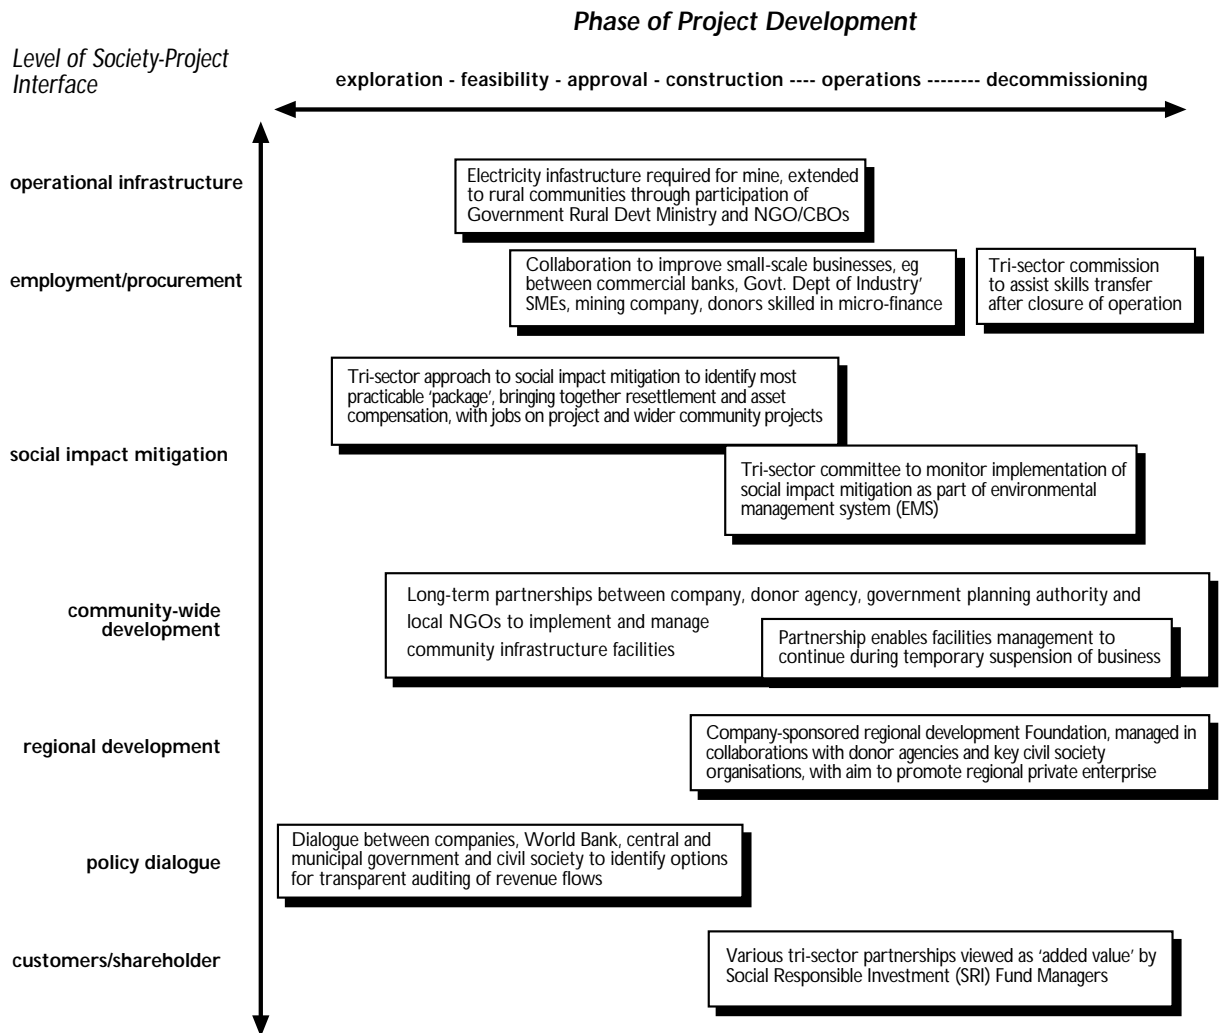 Phase of Project Development
Level of Society-Project
Interface
exploration - feasibility - approval - construction ---- operations -------- decommissioning
operational infrastructure
Electricity infastructure required for mine, extended
to rural communities through participation of
Government Rural Devt Ministry and NGO/CBOs
employment/procurement
Collaboration to improve small-scale businesses, eg
between commercial banks, Govt. Dept of Industry'
SMEs, mining company, donors skilled in micro-finance
Tri-sector commission
to assist skills transfer
after closure of operation
social impact mitigation
Tri-sector approach to social impact mitigation to identify most
practicable ‘package’, bringing together resettlement and asset
compensation, with jobs on project and wider community projects
Tri-sector committee to monitor implementation of
social impact mitigation as part of environmental
management system (EMS)
community-wide
development
Long-term partnerships between company, donor agency, government planning authority and
local NGOs to implement and manage
community infrastructure facilities
Partnership enables facilities management to
continue during temporary suspension of business
regional development
Company-sponsored regional development Foundation, managed in
collaborations with donor agencies and key civil society
organisations, with aim to promote regional private enterprise
policy dialogue
Dialogue between companies, World Bank, central and
municipal government and civil society to identify options
for transparent auditing of revenue flows
customers/shareholder
Various tri-sector partnerships viewed as ‘added value’ by
Social Responsible Investment (SRI) Fund Managers